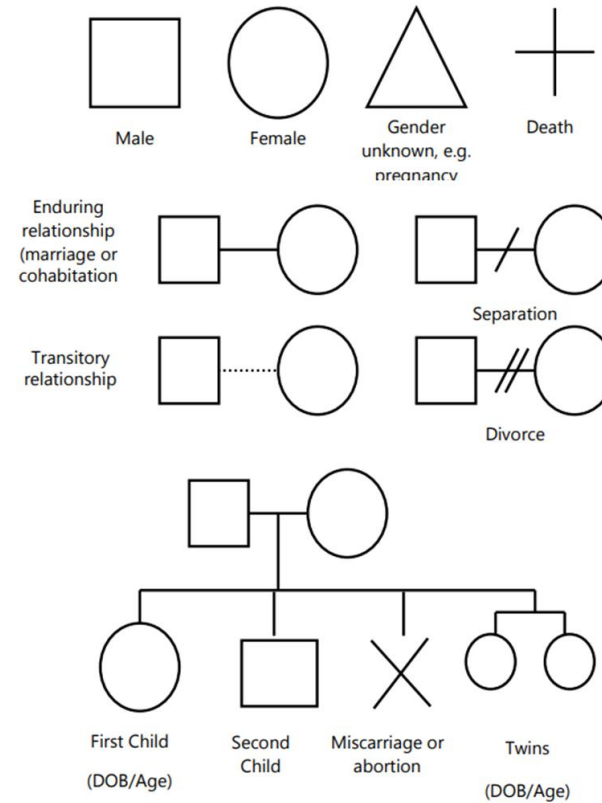 Male
Female
Gender
unknown, e.g.
pregnancy
Death
Enduring
relationship
(marriage or
cohabitation
Separation
Transitory
relationship
Divorce
First Child
(DOB/Age)
Second
Child
Miscarriage or
abortion
Twins
(DOB/Age)